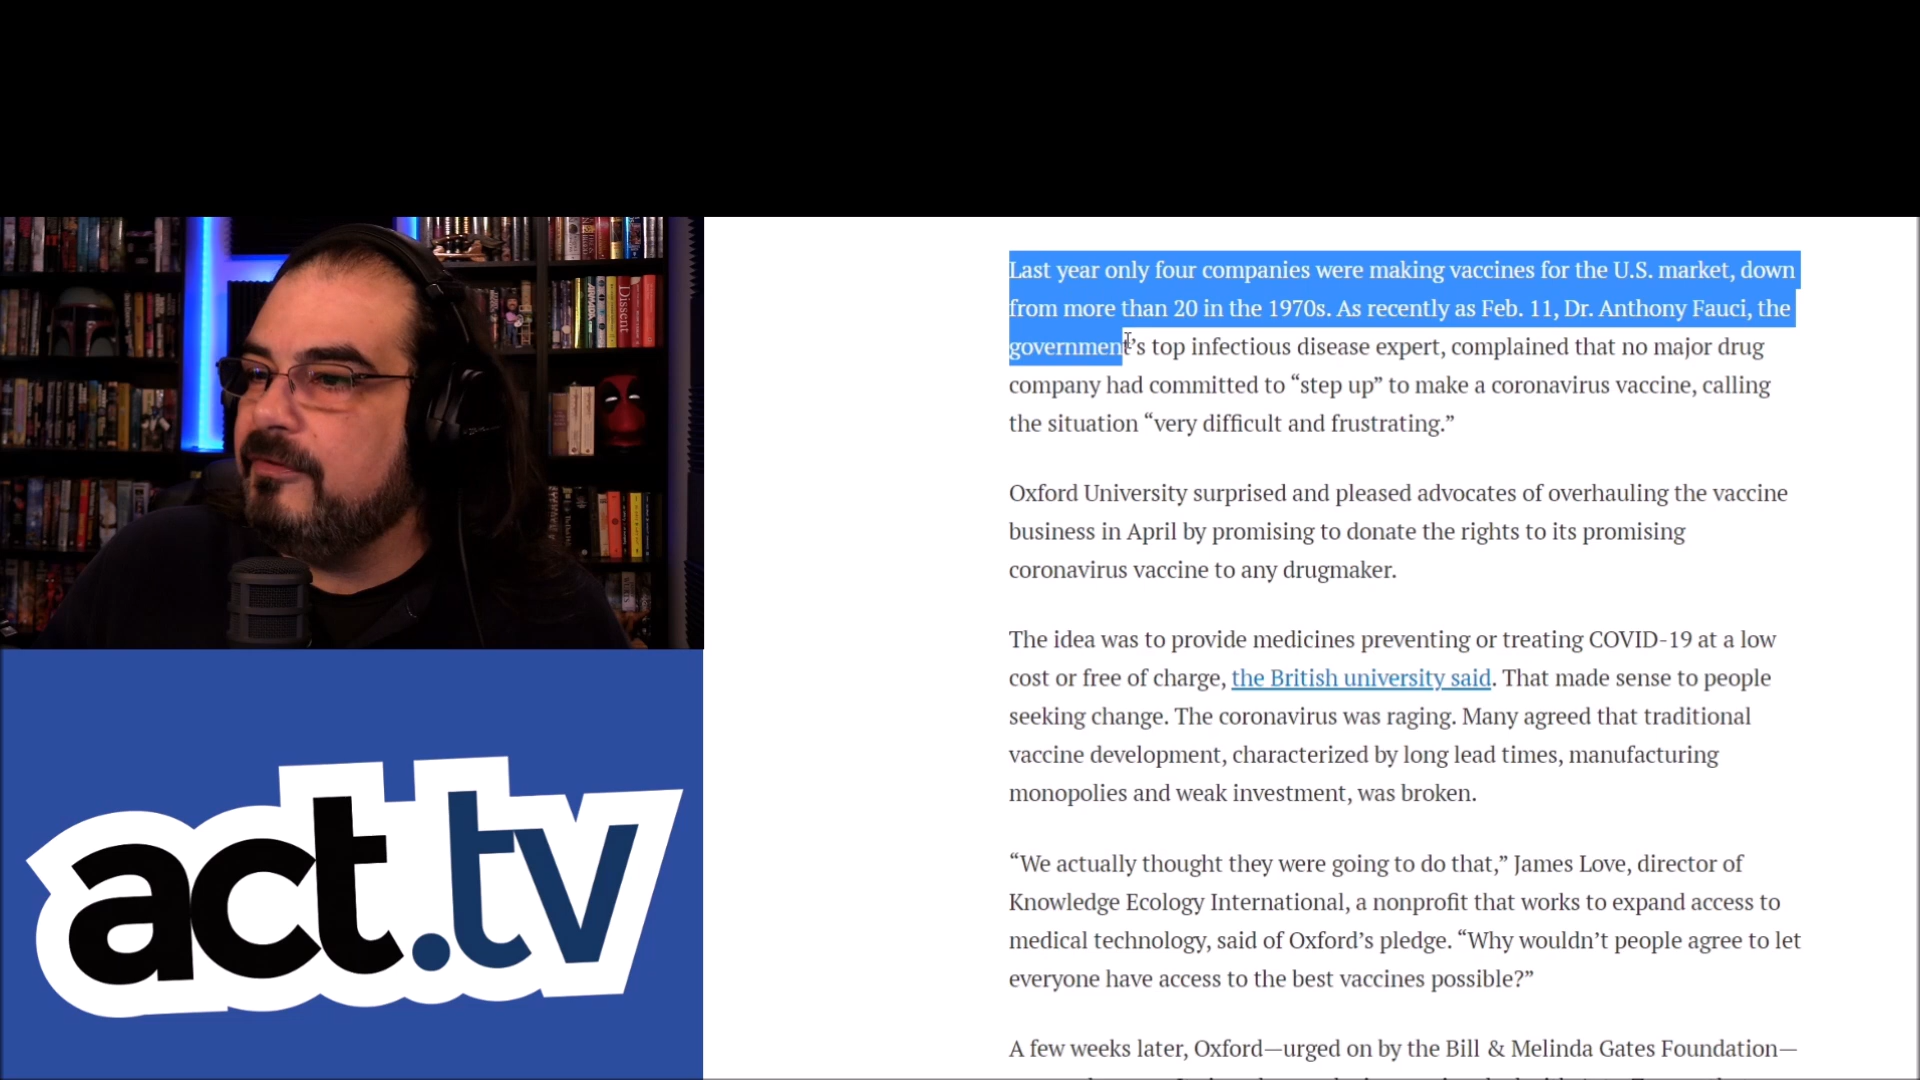 Last year only four companies were making vaccines for the U.S. market, down
from more than 20 in the 1970s. As recently as Feb. 11, Dr. Anthony Fauci, the
government’s top infectious disease expert, complained that no major drug
company had committed to “step up” to make a coronavirus vaccine, calling
the situation “very difficult and frustrating.”
Oxford University surprised and pleased advocates of overhauling the vaccine
business in April by promising to donate the rights to its promising
coronavirus vaccine to any drugmaker.
The idea was to provide medicines preventing or treating COVID-19 at a low
cost or free of charge, the British university said. That made sense to people
seeking change. The coronavirus was raging. Many agreed that traditional
vaccine development, characterized by long lead times, manufacturing
monopolies and weak investment, was broken.
“We actually thought they were going to do that,” James Love, director of
Knowledge Ecology International, a nonprofit that works to expand access to
medical technology, said of Oxford’s pledge. “Why wouldn’t people agree to let
everyone have access to the best vaccines possible?”
A few weeks later, Oxford—urged on by the Bill & Melinda Gates Foundation—
Dissent
act.tv